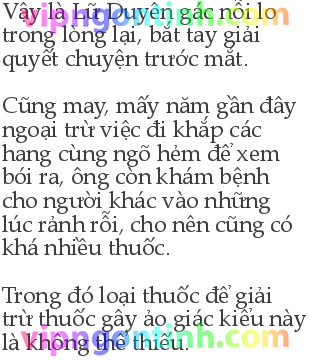 Vậy là Lữ Duyên gác nỗi lo
trong lòng lại, bắt tay giải
quyết chuyện trước mắt.

Cũng may, mấy năm gần đây
ngoại trừ việc đi khắp các
hang cùng ngõ hẻm để xem
bói ra, ông còn khám bệnh
cho người khác vào những
lúc rảnh rỗi, cho nên cũng có
khá nhiều thuốc.

Trong đó loại thuốc để giải
trừ thuốc gây ảo giác kiểu này
là không thể thiếu.
vipngontinh.com
vipngontinh.com